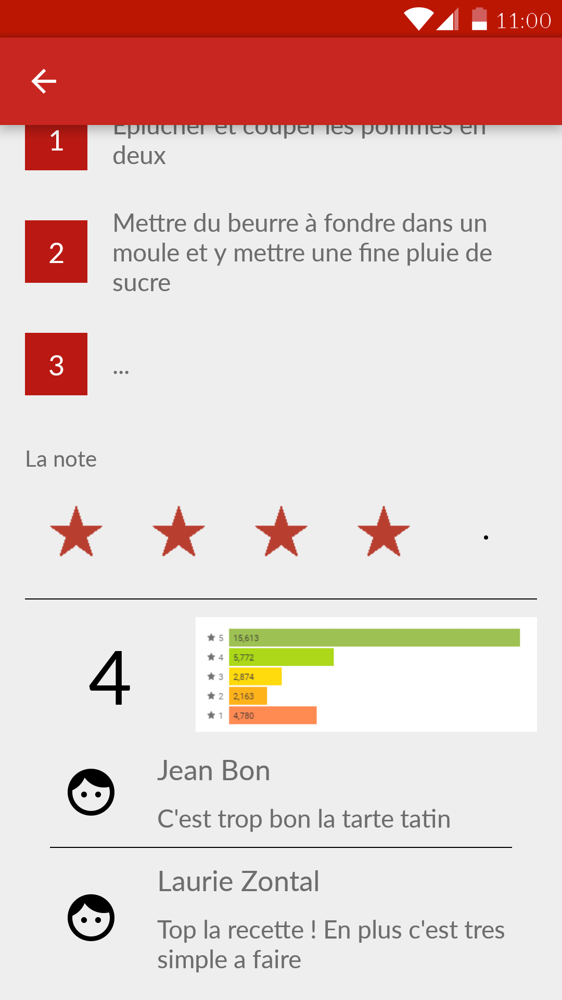 11:00
1
Eplucher et couper les pommes en
deux
2
Mettre du beurre à fondre dans un
moule et y mettre une fine pluie de
sucre
3
...
La note
.
4
5 15,613
4 5,772
3 2,874
2 2,163
1 4,780
Jean Bon
C'est trop bon la tarte tatin
Laurie Zontal
Top la recette ! En plus c'est tres
simple a faire